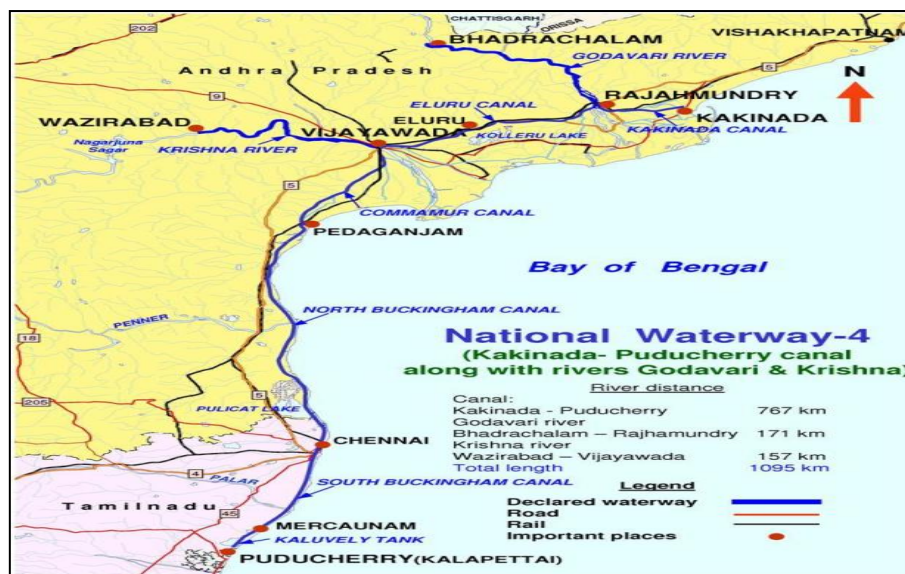 CHATTISGARH
ORISSA
202
BHADRACHALAM
VISHAKHAPATNAM
GODAVARI RIVER
5
N
Andhra Pradesh
9
RAJAHMUNDRY
ELURU CANAL
WAZIRABAD
ELURU
KAKINADA
VIJAYAWADA
KOLLERU LAKE
KAKINADA CANAL
Nagarjuna
Sagar
KRISHNA RIVER
5
COMMAMUR CANAL
PEDAGANJAM
Bay of Bengal
NORTH BUCKINGHAM CANAL
PENNER
18
National Waterway-4
(Kakinada- Puducherry canal
along with rivers Godavari & Krishna)
River distance
Canal:
Kakinada - Puducherry 767 km
Godavari river
Bhadrachalam – Rajhamundry 171 km
Krishna river
Wazirabad – Vijayawada 157 km
Total length 1095 km
205
5
PULICAT LAKE
CHENNAI
4
PALAR
SOUTH BUCKINGHAM CANAL
Legend
Declared waterway
Road
Rail
Important places
Tamilnadu
45
MERCAUNAM
KALUVELY TANK
PUDUCHERRY (KALAPETTAI)